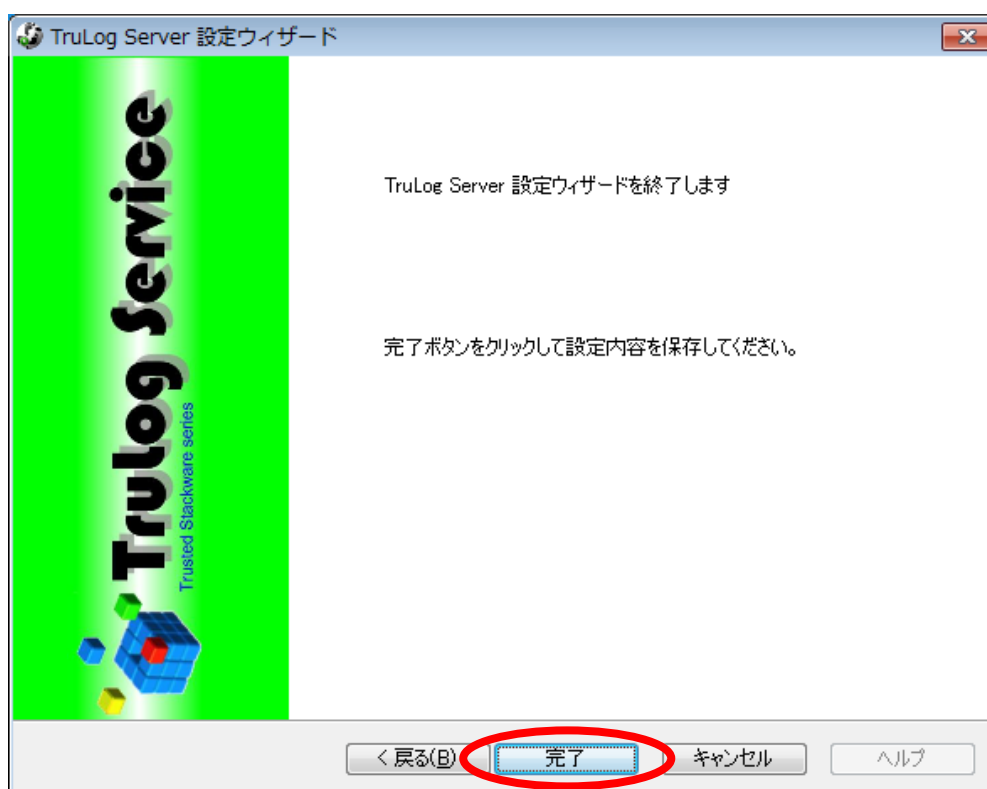 TruLog Server 設定ウィザード
TruLog Service
Trusted Stackware series
TruLog Server 設定ウィザードを終了します
完了ボタンをクリックして設定内容を保存してください。
< 戻る(B)
完了
キャンセル
ヘルプ